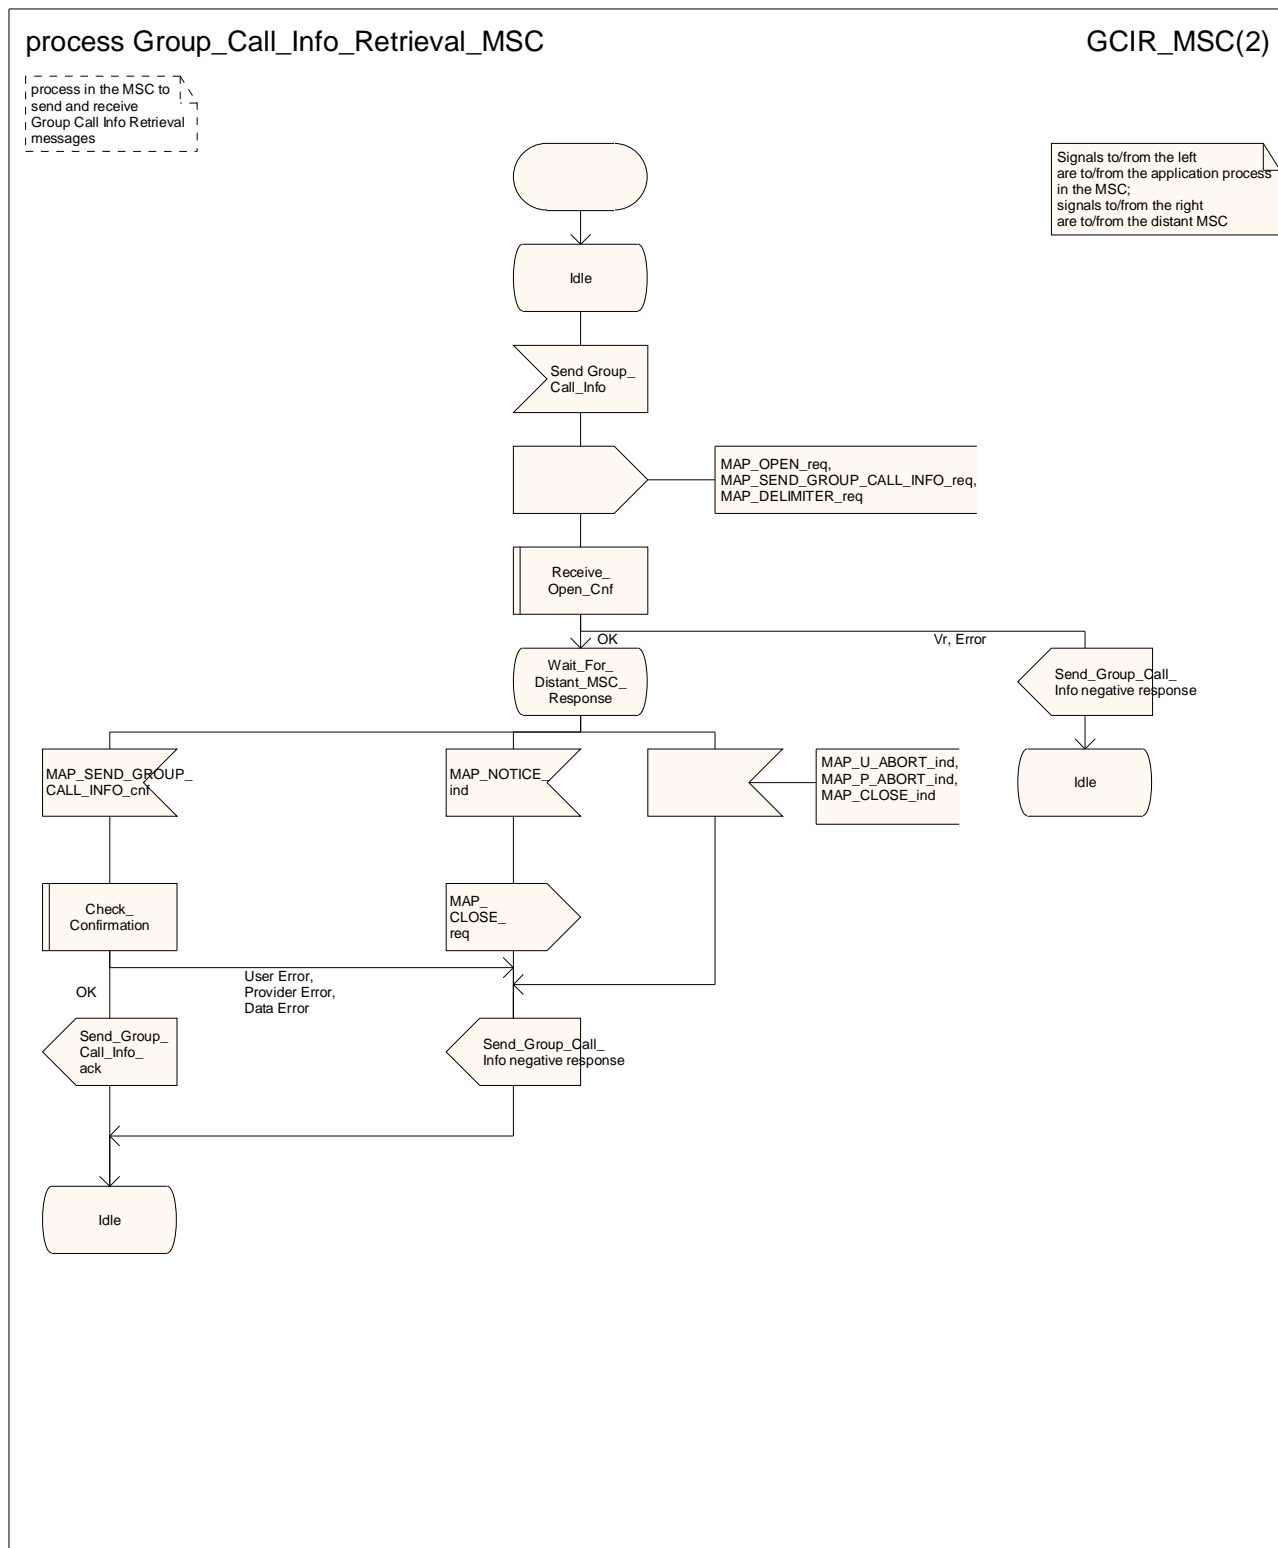 process Group_Call_Info_Retrieval_MSC
GCIR_MSC(2)
process in the MSC to
send and receive
Group Call Info Retrieval
messages
Signals to/from the left
are to/from the application process
in the MSC;
signals to/from the right
are to/from the distant MSC
Idle
Send Group_
Call_Info
MAP_OPEN_req,
MAP_SEND_GROUP_CALL_INFO_req,
MAP_DELIMITER_req
Receive_
Open_Cnf
OK
Vr, Error
Wait_For_
Distant_MSC_
Response
Send_Group_Call_
Info negative response
MAP_SEND_GROUP_
CALL_INFO_cnf
MAP_NOTICE_
ind
MAP_U_ABORT_ind,
MAP_P_ABORT_ind,
MAP_CLOSE_ind
Idle
Check_
Confirmation
MAP_
CLOSE_
req
User Error,
Provider Error,
Data Error
OK
Send_Group_
Call_Info_
ack
Send_Group_Call_
Info negative response
Idle